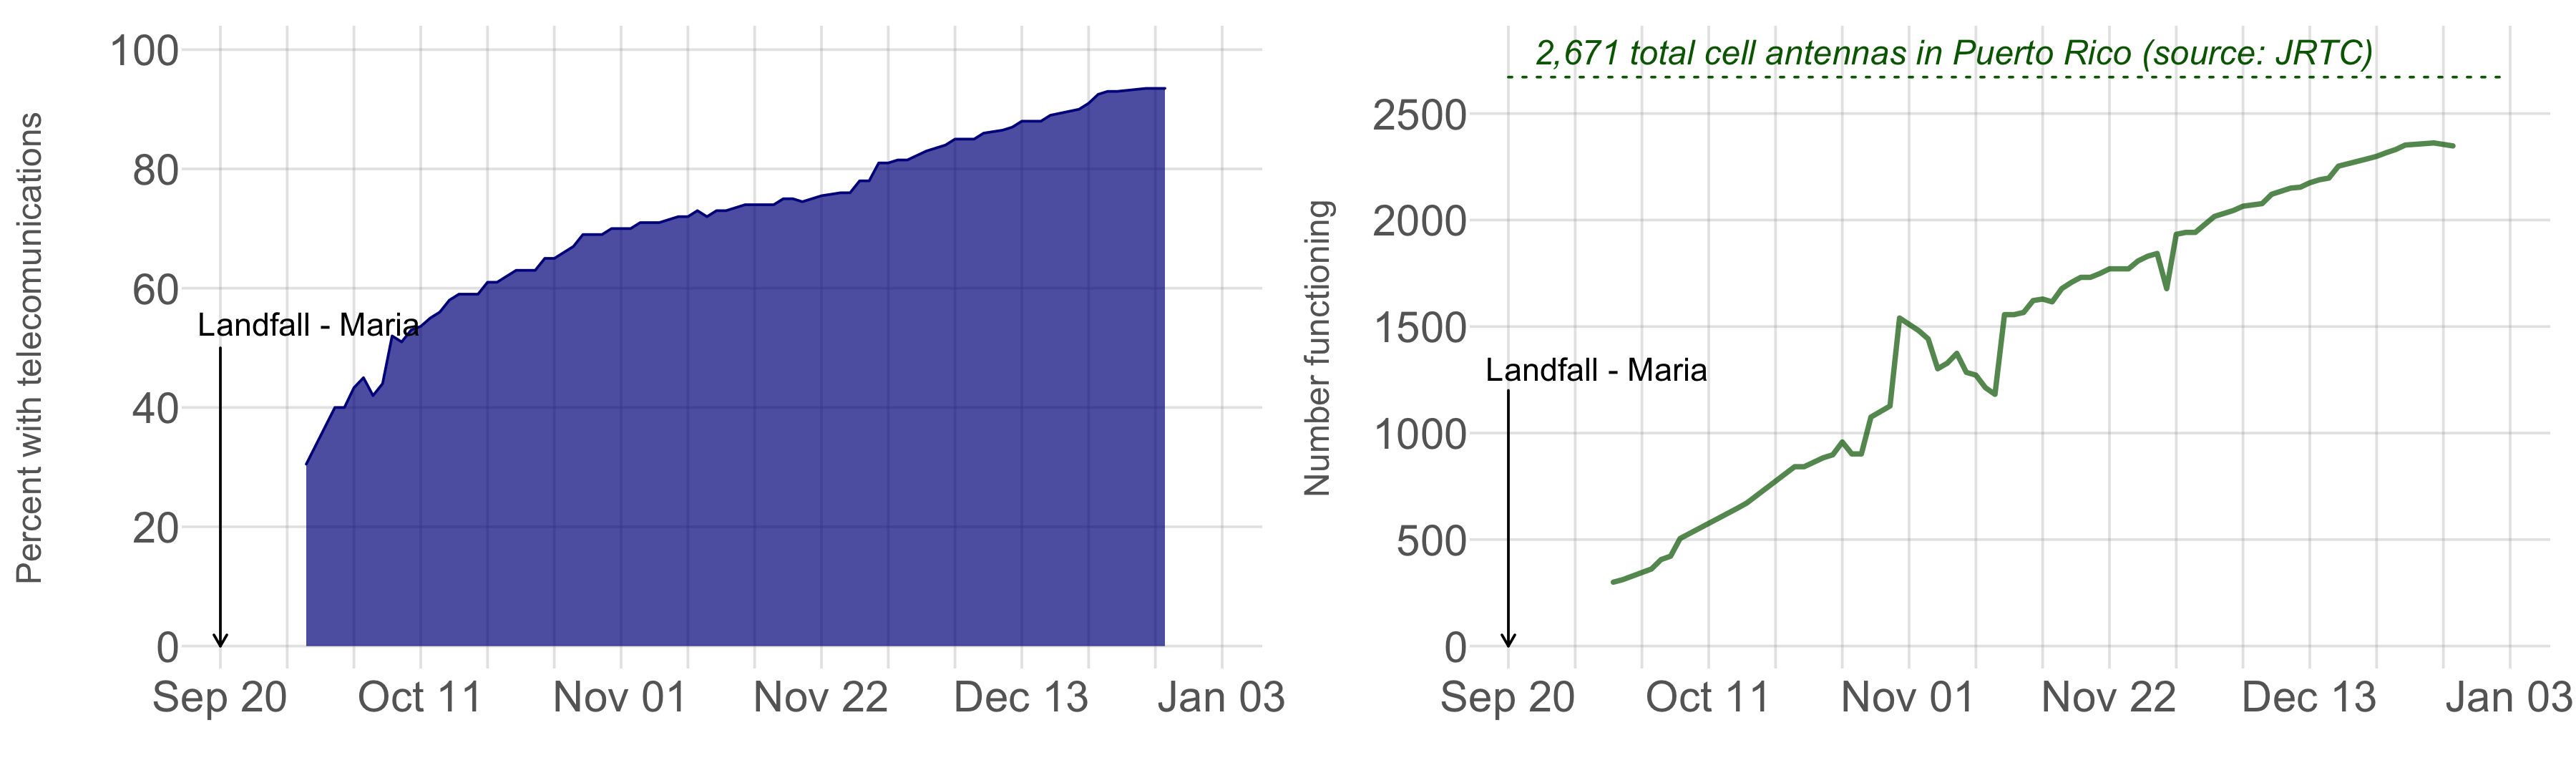 Percent with telecomunications
100
80
60
40
20
0
Landfall - Maria
Sep 20
Oct 11
Nov 01
Nov 22
Dec 13
Jan 03
Number functioning
2,671 total cell antennas in Puerto Rico (source: JRTC)
2500
2000
1500
1000
500
0
Landfall - Maria
Sep 20
Oct 11
Nov 01
Nov 22
Dec 13
Jan 03